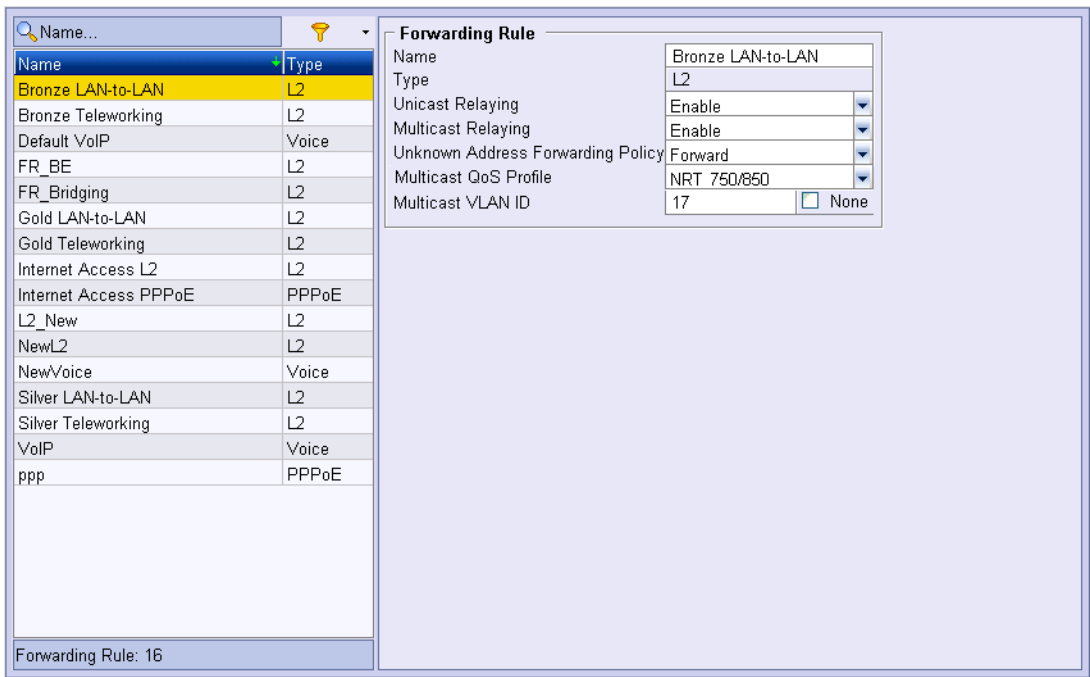 Name...
Name Type
Bronze LAN-to-LAN L2
Bronze Teleworking L2
Default VoIP Voice
FR_BE L2
FR_Bridging L2
Gold LAN-to-LAN L2
Gold Teleworking L2
Internet Access L2 L2
Internet Access PPPoE PPPoE
L2_New L2
NewL2 L2
NewVoice Voice
Silver LAN-to-LAN L2
Silver Teleworking L2
VoIP Voice
ppp PPPoE
Forwarding Rule: 16
Forwarding Rule
Name Bronze LAN-to-LAN
Type L2
Unicast Relaying Enable
Multicast Relaying Enable
Unknown Address Forwarding Policy Forward
Multicast QoS Profile NRT 750/850
Multicast VLAN ID 17 None